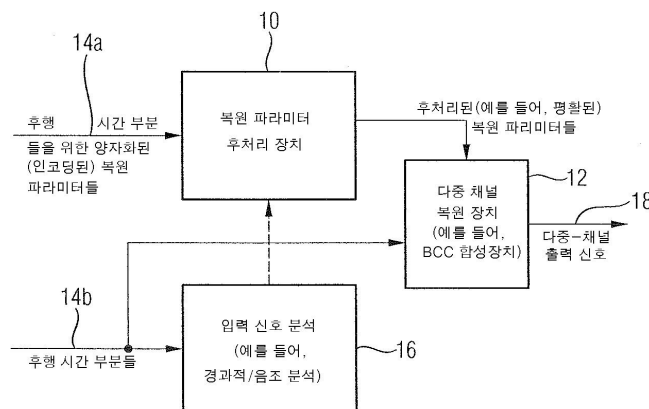 14a
10
후행 시간 부분
들을 위한 양자화된
(인코딩된) 복원
파라미터들
복원 파라미터
후처리 장치
후처리된(예를 들어, 평활된)
복원 파리미터들
12
다중 채널
복원 장치
(예를 들어,
BCC 합성장치)
18
다중-채널
출력 신호
14b
후행 시간 부분들
입력 신호 분석
(예를 들어,
경과적/음조 분석)
16